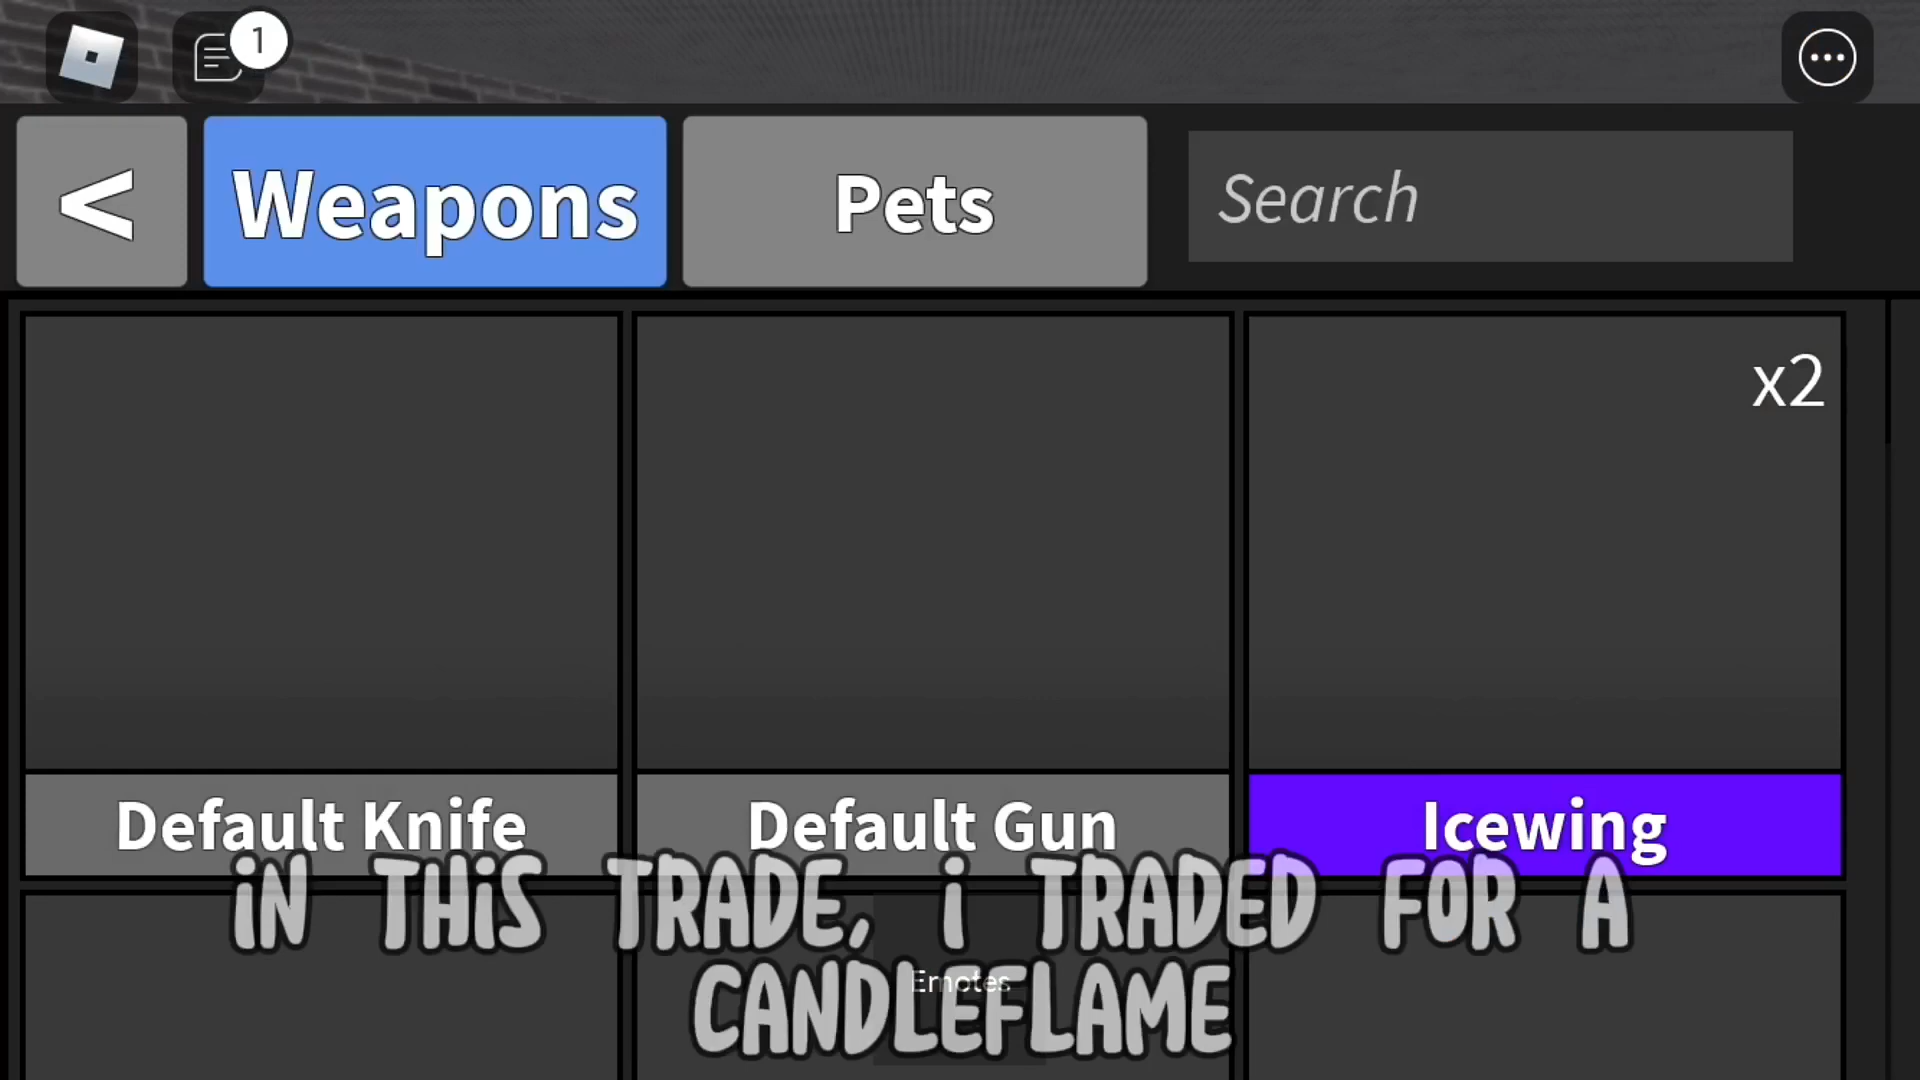 1
< Weapons Pets Search
x2
Default Knife Default Gun Icewing
iN THiS TRADE, i TRADED FOR A
Emotes
CANDLEFLAME